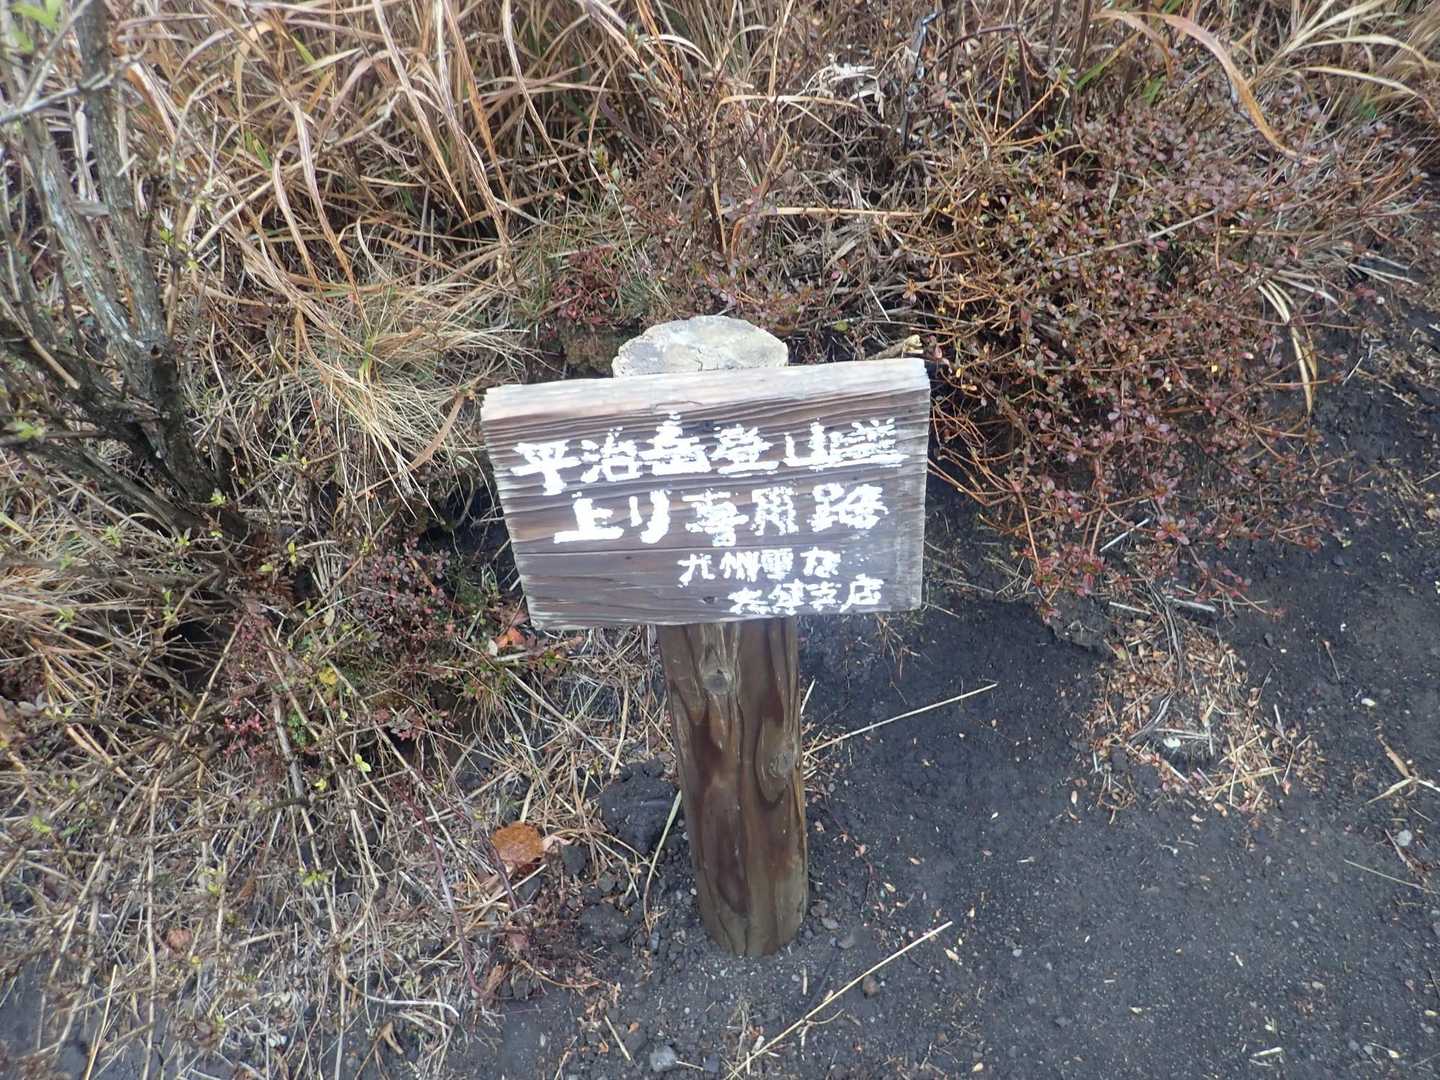 平治岳登山道
上り専用路
九州電力
大分支店